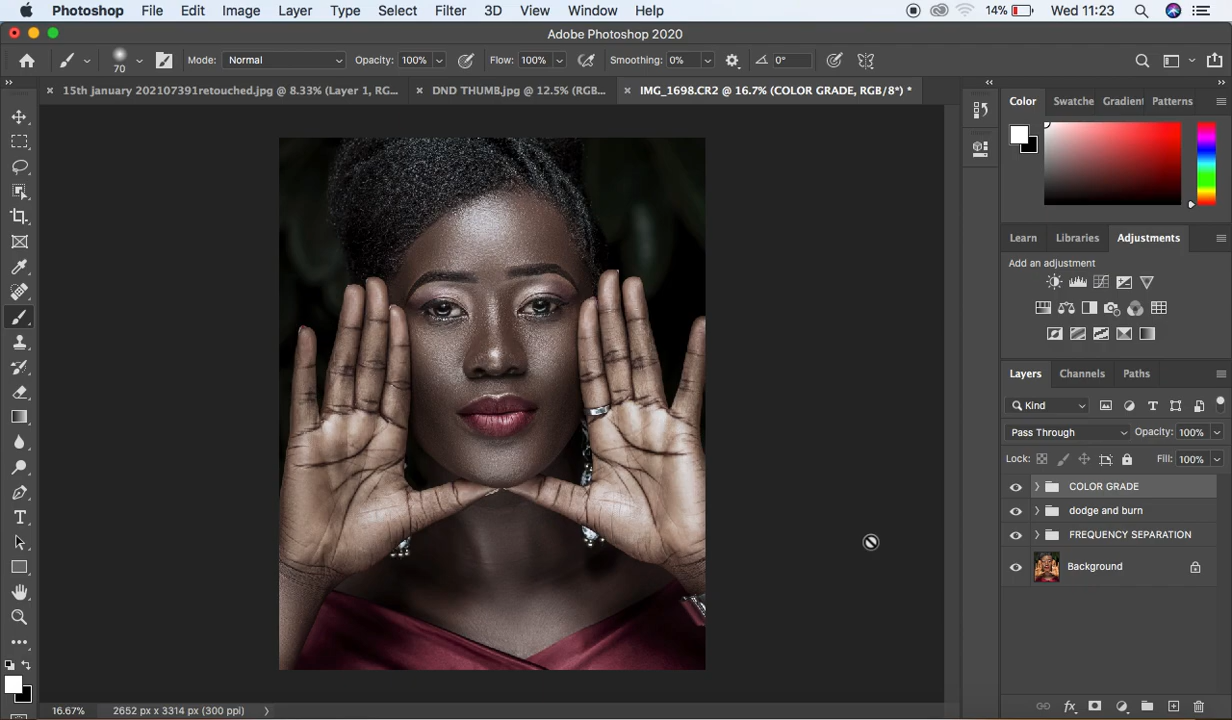 Photoshop File Edit Image Layer Type Select Filter 3D View Window Help 14% Wed 11:23
Adobe Photoshop 2020
70 Mode: Normal Opacity: 100% Flow: 100% Smoothing: 0% 0°
15th january 202107391retouched.jpg @ 8.33% (Layer 1, RG... DND THUMB.jpg @ 12.5% (RGB... IMG_1698.CR2 @ 16.7% (COLOR GRADE, RGB/8*) *
Color Swatche Gradient Patterns
Learn Libraries Adjustments
Add an adjustment
Layers Channels Paths
Kind
Pass Through Opacity: 100%
Lock: Fill: 100%
COLOR GRADE
dodge and burn
FREQUENCY SEPARATION
Background
16.67% 2652 px x 3314 px (300 ppi)